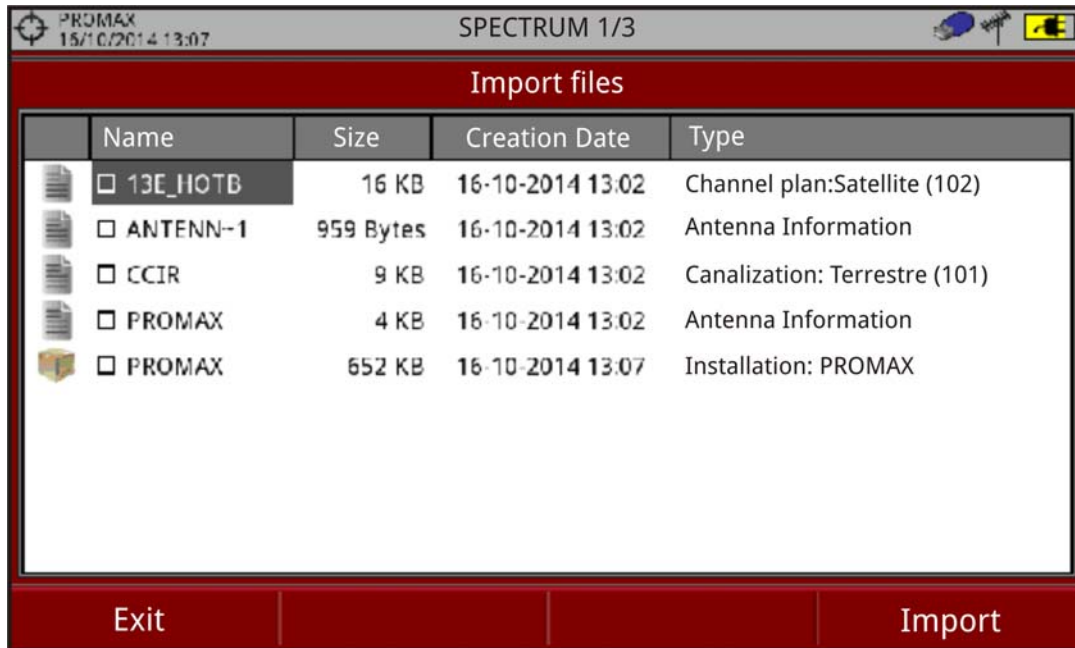 PROMAX
16/10/2014 13:07
SPECTRUM 1/3
Import files
Name Size Creation Date Type
13E_HOTB 16 KB 16-10-2014 13:02 Channel plan:Satellite (102)
ANTENN~1 959 Bytes 16-10-2014 13:02 Antenna Information
CCIR 9 KB 16-10-2014 13:02 Canalization: Terrestre (101)
PROMAX 4 KB 16-10-2014 13:02 Antenna Information
PROMAX 652 KB 16-10-2014 13:07 Installation: PROMAX
Exit Import